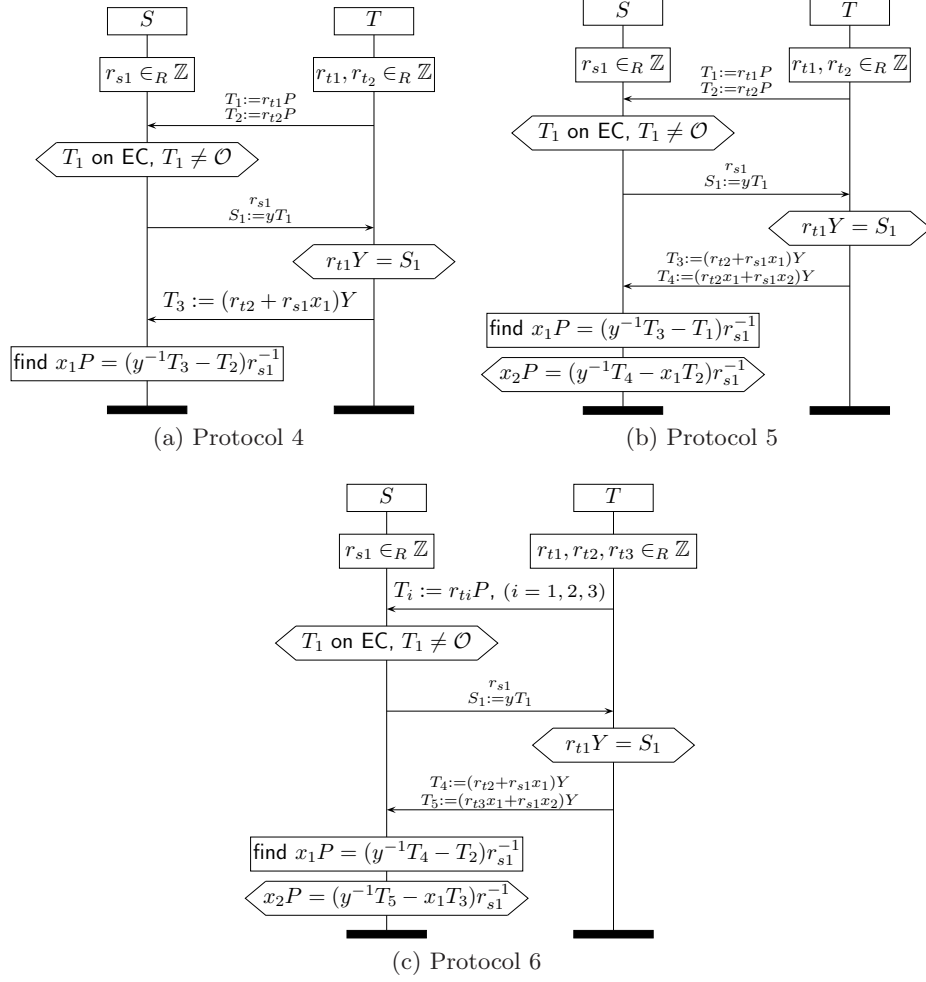 S T
r_{s1} ∈_R ℤ r_{t1}, r_{t_2} ∈_R ℤ
T_1:=r_{t1}P
T_2:=r_{t2}P
T_1 on EC, T_1 ≠ 𝒪
r_{s1}
S_1:=yT_1
r_{t1}Y = S_1
T_3 := (r_{t2} + r_{s1}x_1)Y
find x_1P = (y^{-1}T_3 − T_2)r_{s1}^{-1}
(a) Protocol 4
S T
r_{s1} ∈_R ℤ r_{t1}, r_{t_2} ∈_R ℤ
T_1:=r_{t1}P
T_2:=r_{t2}P
T_1 on EC, T_1 ≠ 𝒪
r_{s1}
S_1:=yT_1
r_{t1}Y = S_1
T_3:=(r_{t2}+r_{s1}x_1)Y
T_4:=(r_{t2}x_1+r_{s1}x_2)Y
find x_1P = (y^{-1}T_3 − T_1)r_{s1}^{-1}
x_2P = (y^{-1}T_4 − x_1T_2)r_{s1}^{-1}
(b) Protocol 5
S T
r_{s1} ∈_R ℤ r_{t1}, r_{t2}, r_{t3} ∈_R ℤ
T_i := r_{ti}P, (i = 1, 2, 3)
T_1 on EC, T_1 ≠ 𝒪
r_{s1}
S_1:=yT_1
r_{t1}Y = S_1
T_4:=(r_{t2}+r_{s1}x_1)Y
T_5:=(r_{t3}x_1+r_{s1}x_2)Y
find x_1P = (y^{-1}T_4 − T_2)r_{s1}^{-1}
x_2P = (y^{-1}T_5 − x_1T_3)r_{s1}^{-1}
(c) Protocol 6